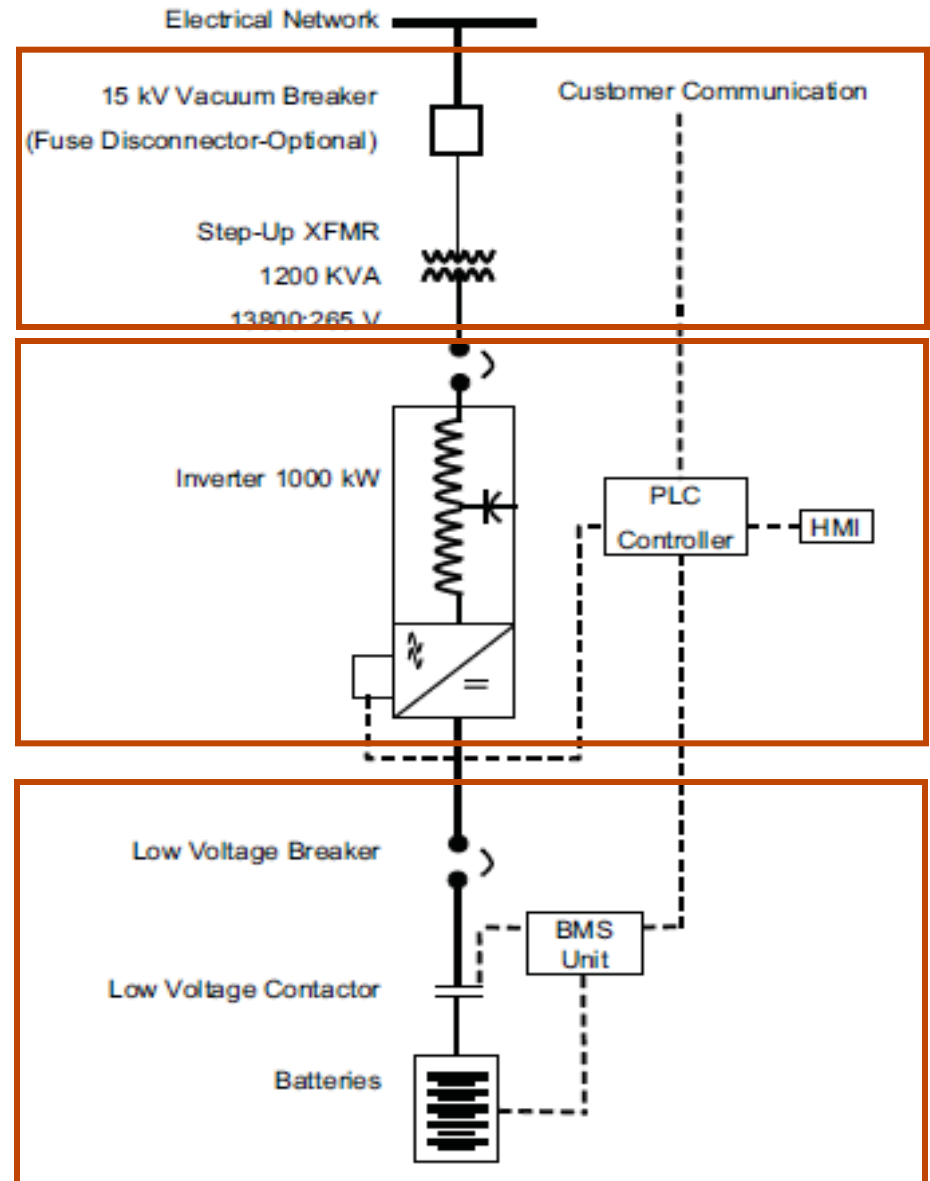 Electrical Network
15 kV Vacuum Breaker
(Fuse Disconnector-Optional)
Customer Communication
Step-Up XFMR
1200 KVA
13800:265 V
Inverter 1000 kW
PLC
Controller
HMI
Low Voltage Breaker
BMS
Unit
Low Voltage Contactor
Batteries